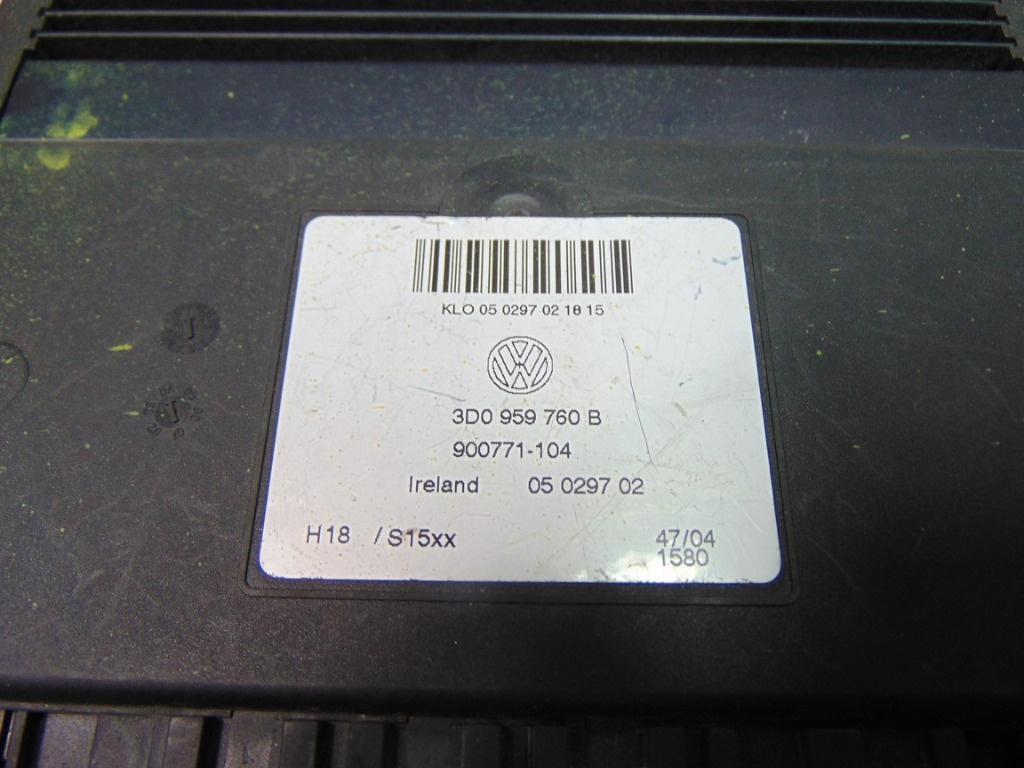 KLO 05 0297 02 18 15
VW
3D0 959 760 B
900771-104
Ireland 05 0297 02
H18 /S15xx 47/04
1580